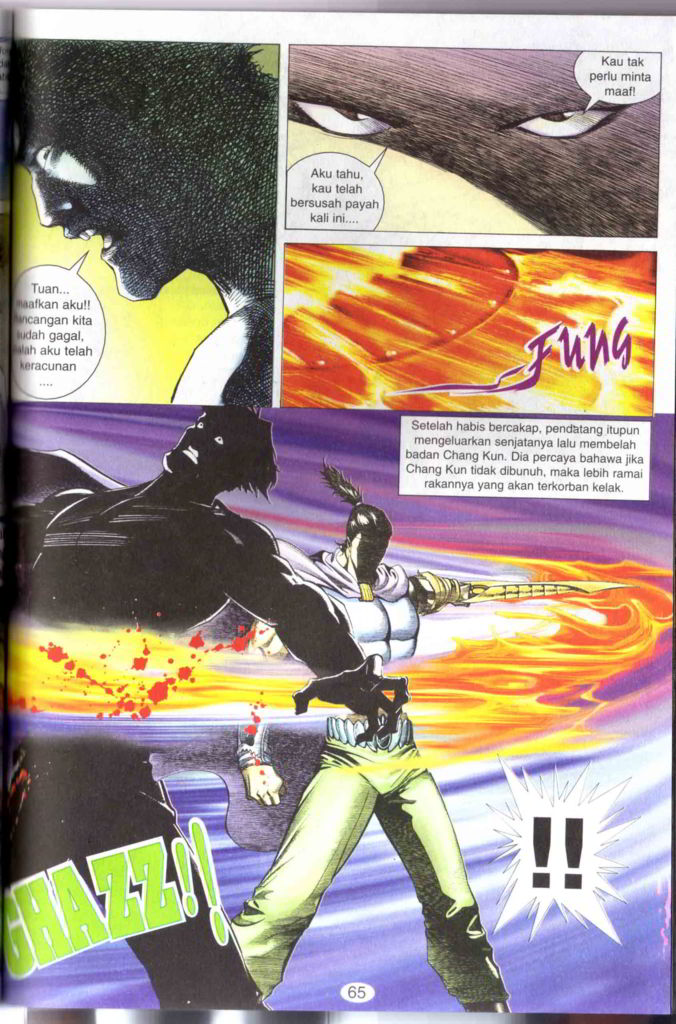 Tuan...
maafkan aku!!
kita
sudah gagal,
aku telah
keracunan
....
Kau tak
perlu minta
maaf!
Aku tahu,
kau telah
bersusah payah
kali ini....
FUNG
Setelah habis bercakap, pendatang itupun
mengeluarkan senjatanya lalu membelah
badan Chang Kun. Dia percaya bahawa jika
Chang Kun tidak dibunuh, maka lebih ramai
rakannya yang akan terkorban kelak.
!!
GHAZZ!!
65